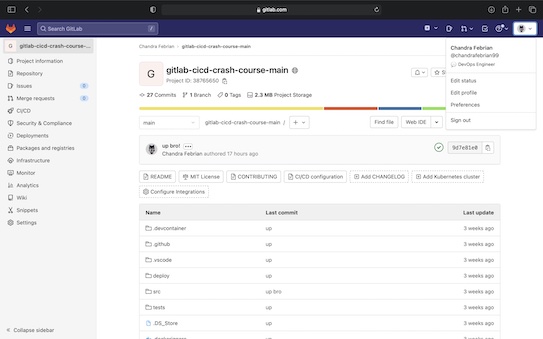 gitlab.com
Search GitLab
/
G gitlab-cicd-crash-course-...
Project information
Repository
Issues 0
Merge requests 0
CI/CD
Security & Compliance
Deployments
Packages and registries
Infrastructure
Monitor
Analytics
Wiki
Snippets
Settings
Collapse sidebar
Chandra Febrian
@chandrafebrian99
DevOps Engineer
Edit status
Edit profile
Preferences
Sign out
Chandra Febrian › gitlab-cicd-crash-course-main
G
gitlab-cicd-crash-course-main
Project ID: 38765650
27 Commits 1 Branch 0 Tags 2.3 MB Project Storage
main gitlab-cicd-crash-course-main / + Find file Web IDE
up bro!
Chandra Febrian authored 17 hours ago
9d7e81e8
README MIT License CONTRIBUTING CI/CD configuration Add CHANGELOG Add Kubernetes cluster
Configure Integrations
Name Last commit Last update
.devcontainer up 3 weeks ago
.github up 3 weeks ago
.vscode up 3 weeks ago
deploy up 3 weeks ago
src up bro 3 weeks ago
tests up 3 weeks ago
.DS_Store up 3 weeks ago